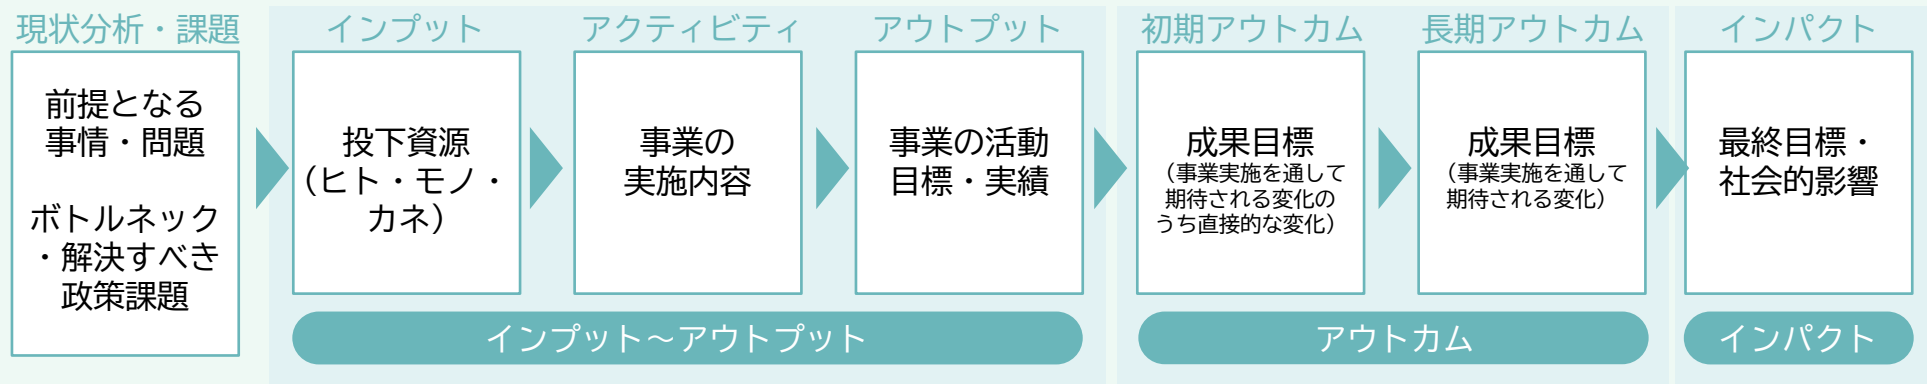 現状分析・課題
前提となる
事情・問題
ボトルネック
・解決すべき
政策課題
インプット
投下資源
（ヒト・モノ・
カネ）
アクティビティ
事業の
実施内容
アウトプット
事業の活動
目標・実績
初期アウトカム
成果目標
（事業実施を通して
期待される変化の
うち直接的な変化）
長期アウトカム
成果目標
（事業実施を通して
期待される変化）
インパクト
最終目標・
社会的影響
インプット～アウトプット
アウトカム
インパクト